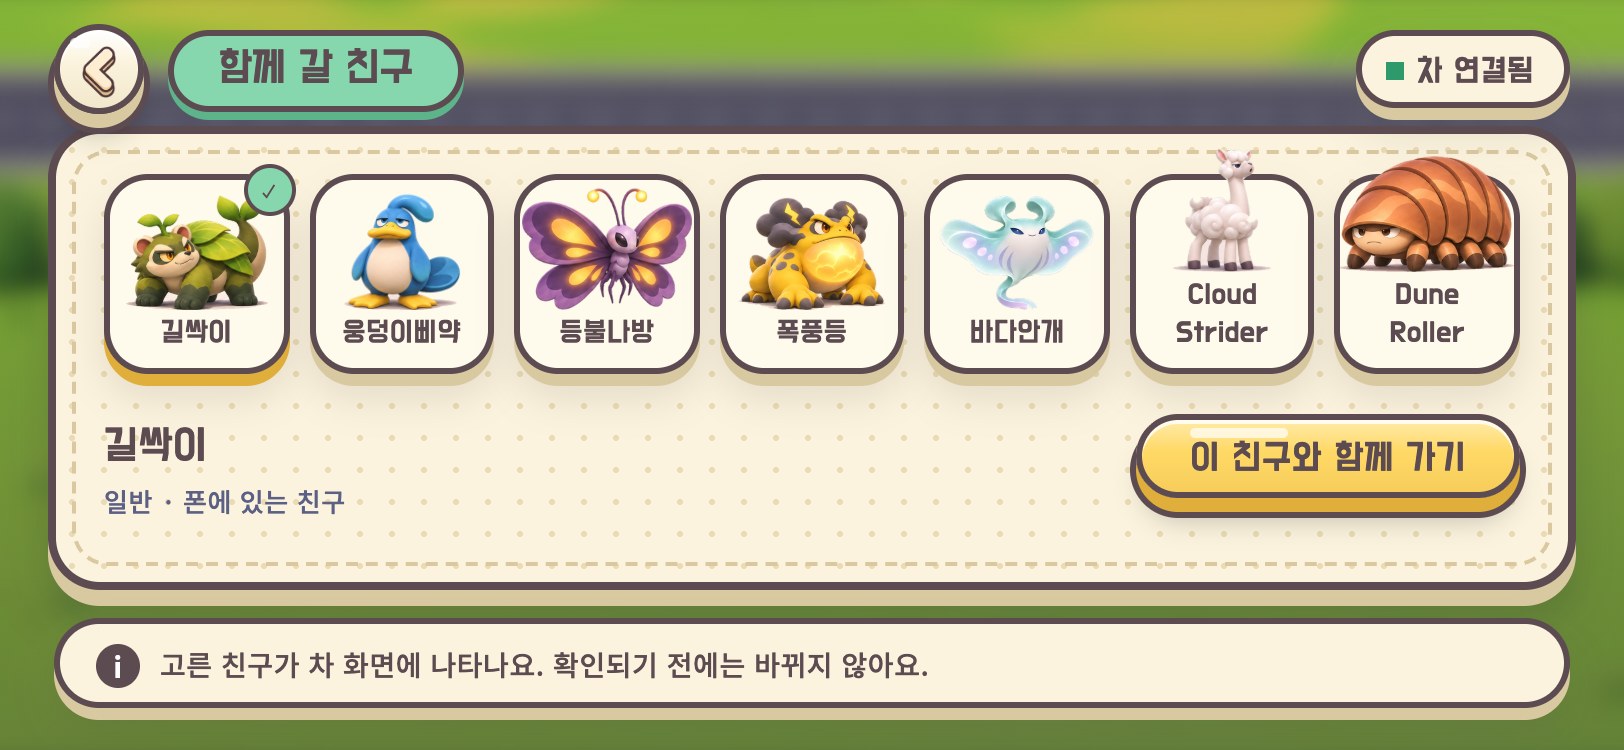 함께 갈 친구
차 연결됨
길싹이
웅덩이삐약
등불나방
폭풍등
바다안개
Cloud
Strider
Dune
Roller
길싹이
일반 · 폰에 있는 친구
이 친구와 함께 가기
고른 친구가 차 화면에 나타나요. 확인되기 전에는 바뀌지 않아요.